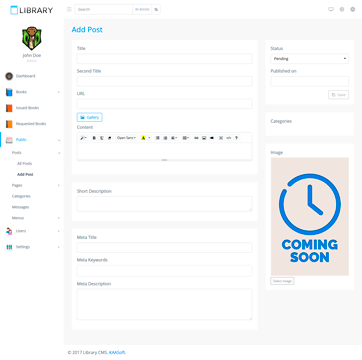 LIBRARY
Search
IN BOOKS
John Doe
Dashboard
Books
Issued Books
Requested Books
Posts
All Posts
Add Post
Pages
Categories
Messages
Menus
Users
Settings
Add Post
Title
Second Title
URL
Gallery
Content
Open Sans
Short Description
Meta Title
Meta Keywords
Meta Description
Status
Pending
Published on
Save
Categories
Image
COMING
SOON
Select Image
© 2017 Library CMS. KAASoft.